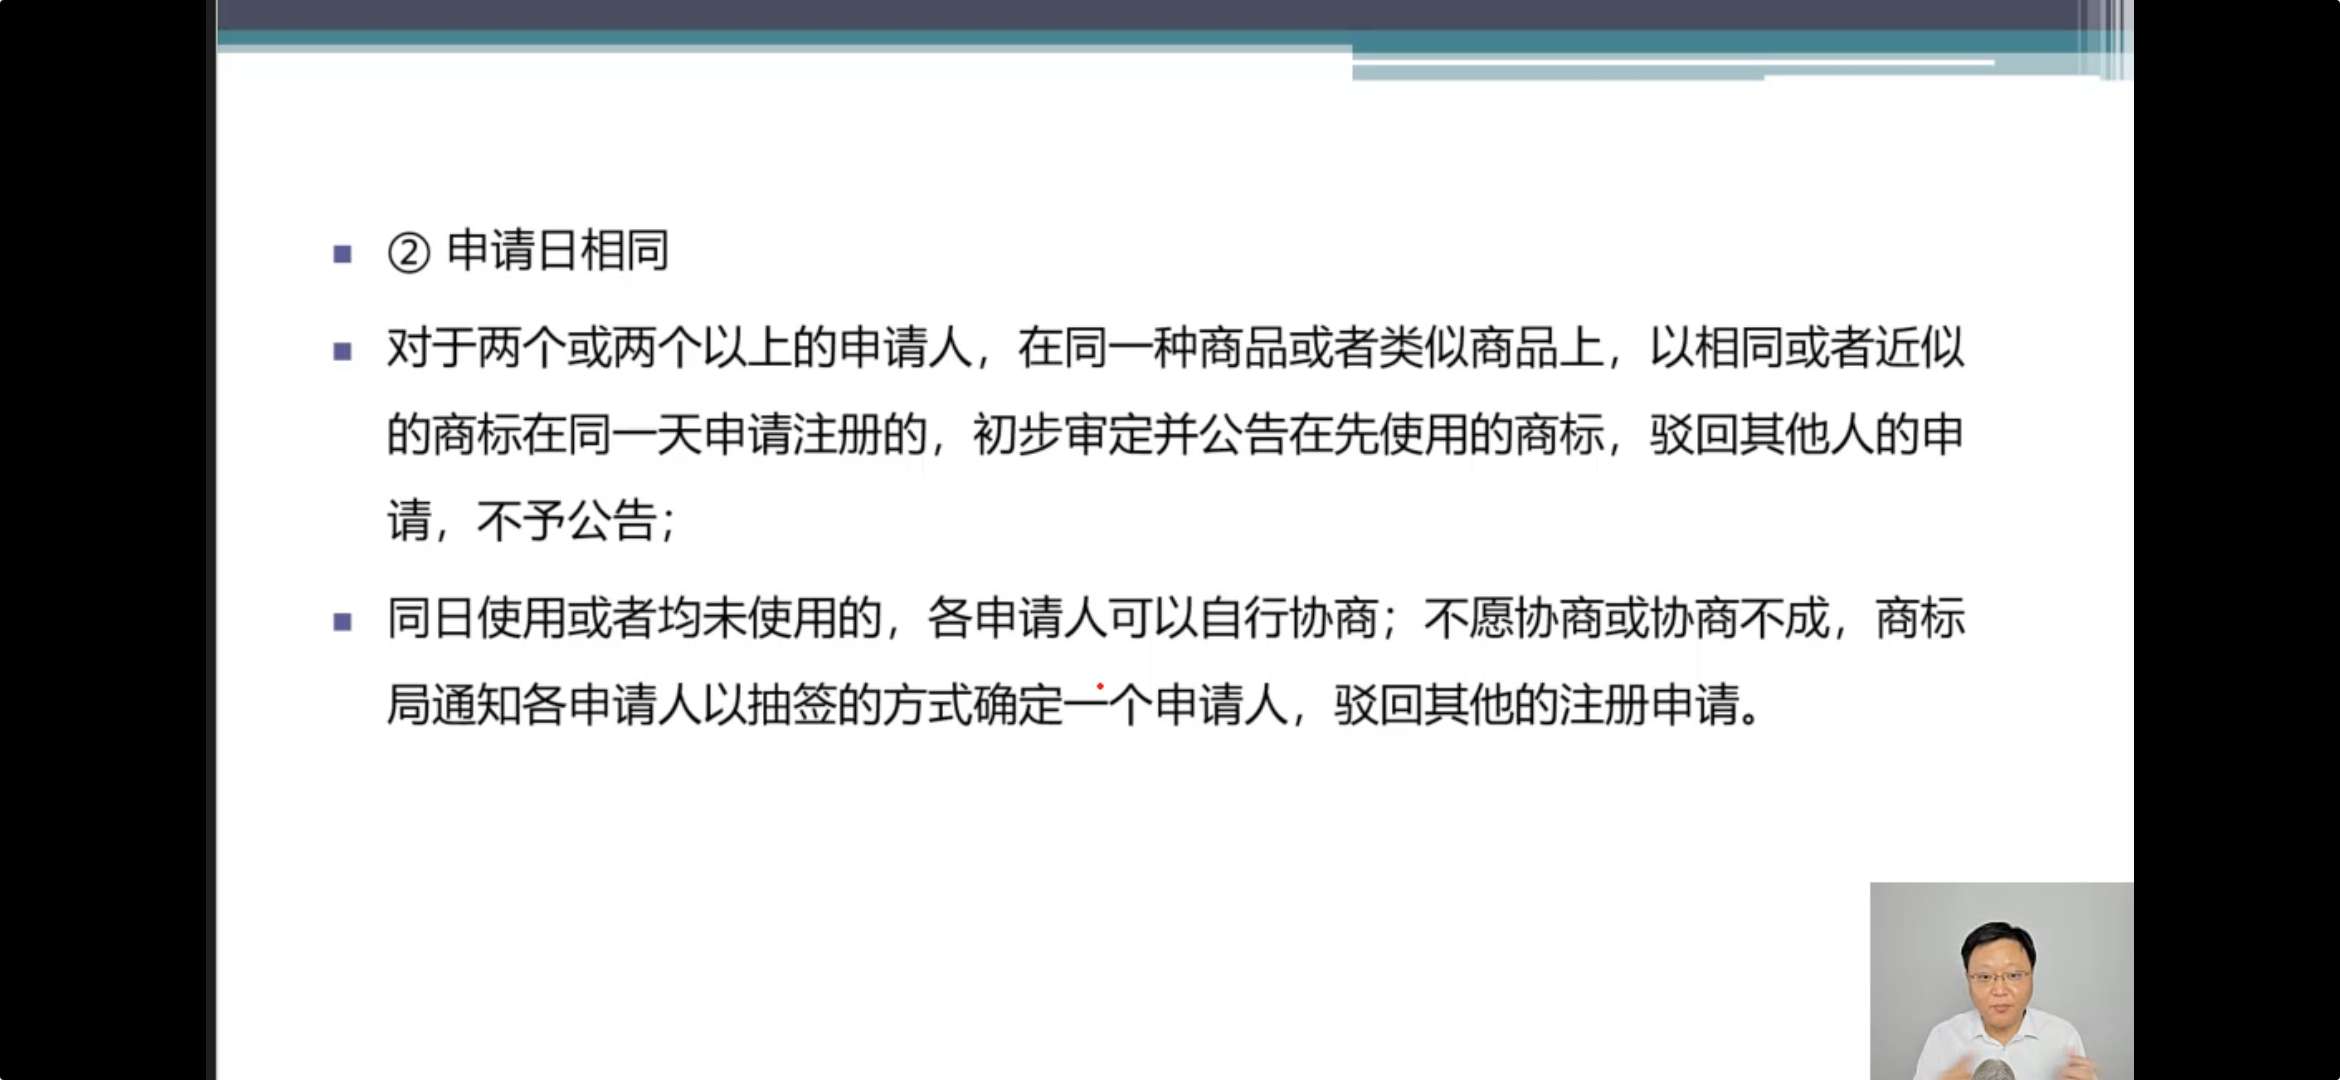 ② 申请日相同
对于两个或两个以上的申请人，在同一种商品或者类似商品上，以相同或者近似
的商标在同一天申请注册的，初步审定并公告在先使用的商标，驳回其他人的申
请，不予公告；
同日使用或者均未使用的，各申请人可以自行协商；不愿协商或协商不成，商标
局通知各申请人以抽签的方式确定一个申请人，驳回其他的注册申请。